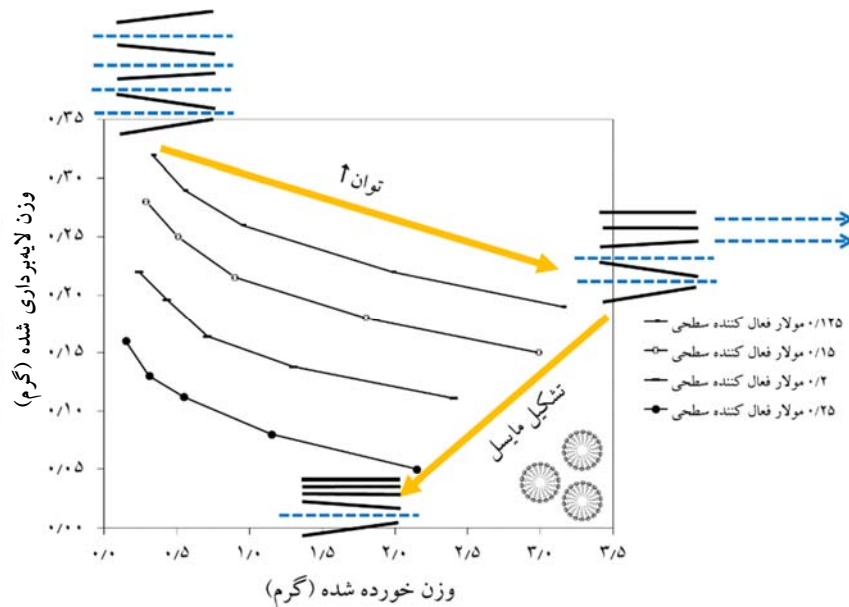 ۰/۳۵
۰/۳۰
۰/۲۵
۰/۲۰
۰/۱۵
۰/۱۰
۰/۰۵
۰/۰۰
وزن لایه‌برداری شده (گرم)
توان ↑
تشکیل مایسل
۰/۱۲۵ مولار فعال کننده سطحی
۰/۱۵ مولار فعال کننده سطحی
۰/۲ مولار فعال کننده سطحی
۰/۲۵ مولار فعال کننده سطحی
۰/۰ ۰/۵ ۱/۰ ۱/۵ ۲/۰ ۲/۵ ۳/۰ ۳/۵
وزن خورده شده (گرم)